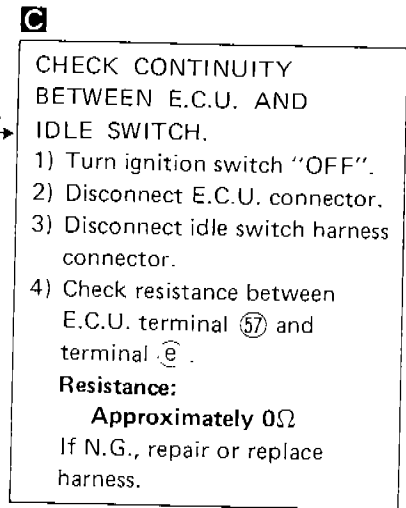 C
CHECK CONTINUITY
BETWEEN E.C.U. AND
IDLE SWITCH.
1) Turn ignition switch "OFF".
2) Disconnect E.C.U. connector.
3) Disconnect idle switch harness
connector.
4) Check resistance between
E.C.U. terminal 57 and
terminal e .
Resistance:
Approximately 0Ω
If N.G., repair or replace
harness.